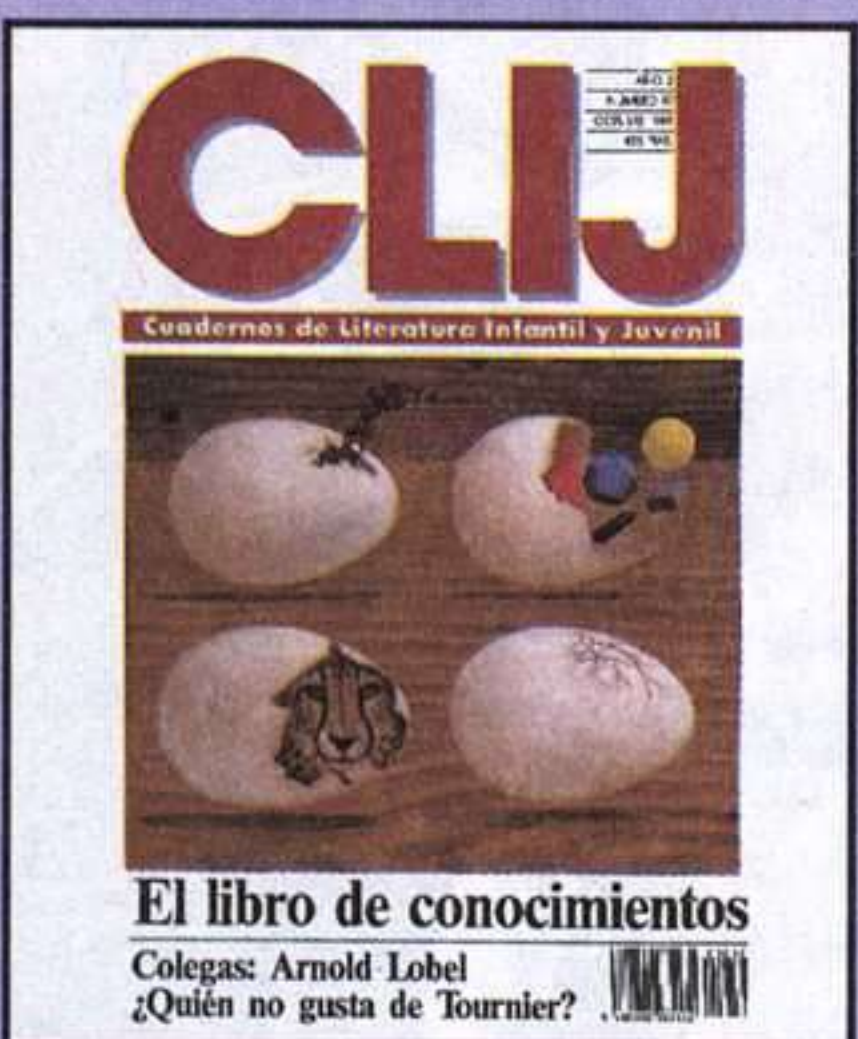 CLIJ
Cuadernos de Literatura Infantil y Juvenil
El libro de conocimientos
Colegas: Arnold Lobel
¿Quién no gusta de Tournier?